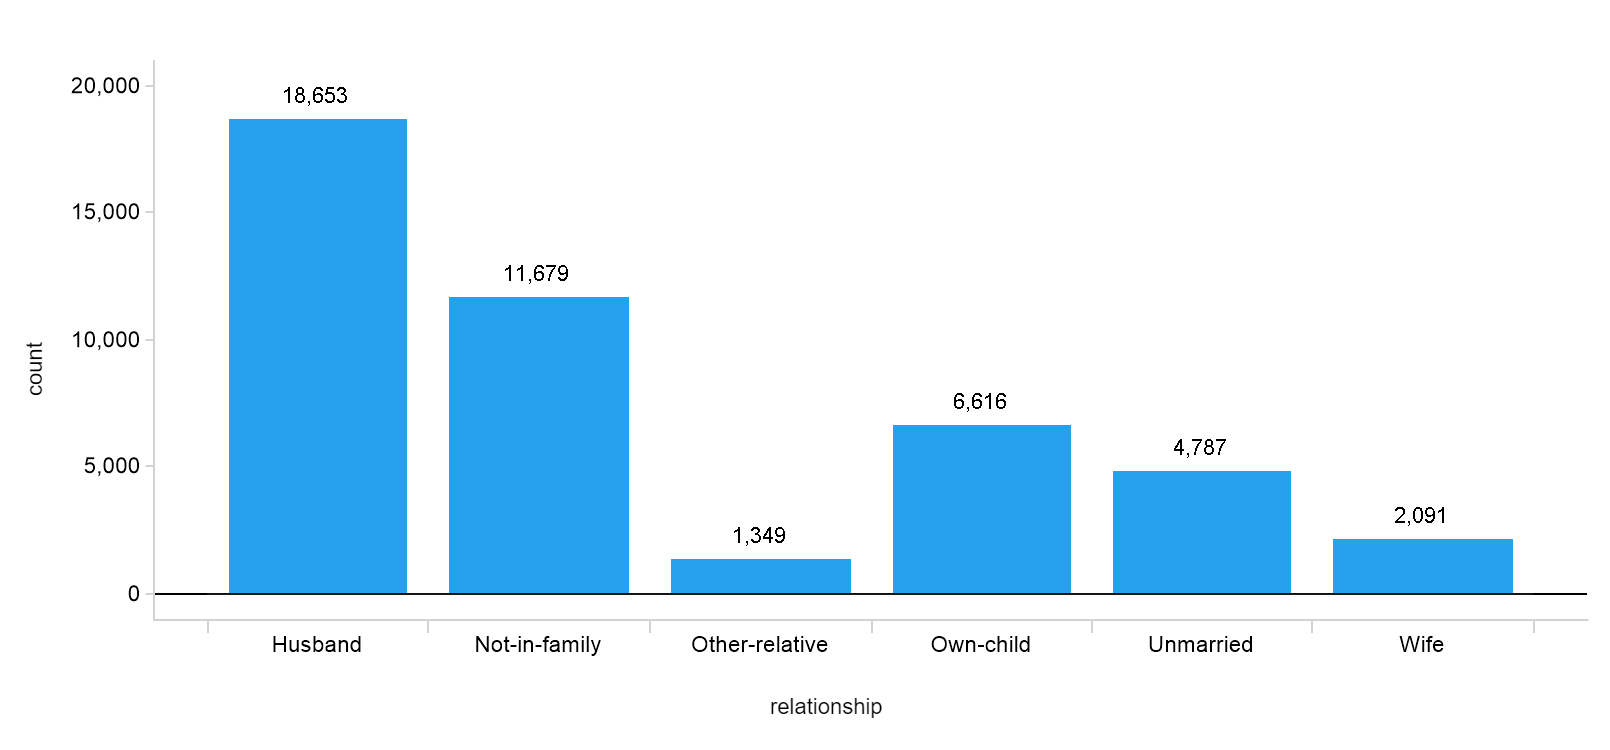 20,000
15,000
10,000
5,000
0
count
18,653
11,679
1,349
6,616
4,787
2,091
Husband
Not-in-family
Other-relative
Own-child
Unmarried
Wife
relationship